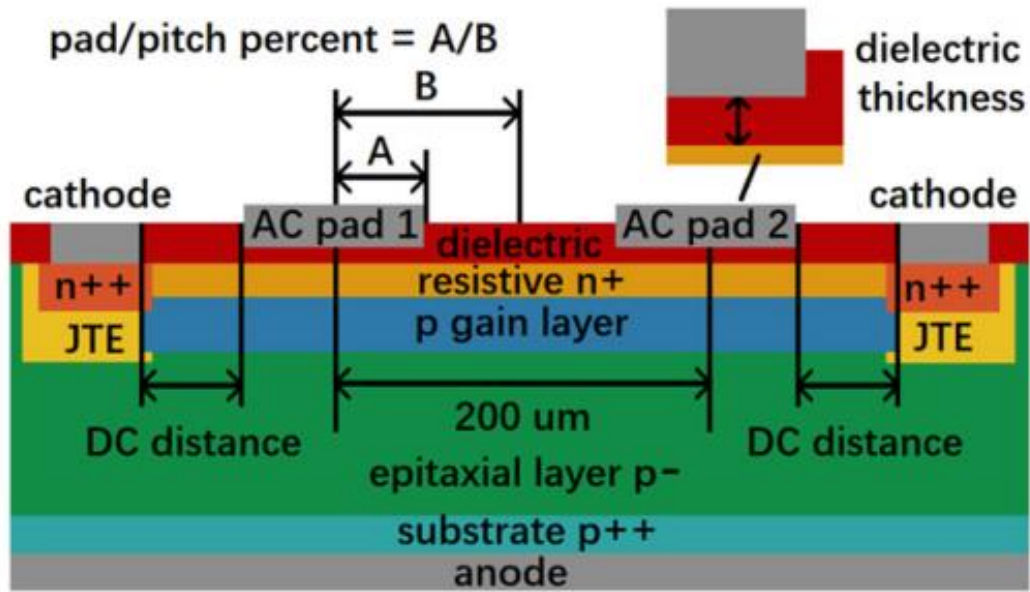 pad/pitch percent = A/B
dielectric
thickness
B
A
cathode
cathode
AC pad 1
AC pad 2
dielectric
n++
resistive n+
n++
JTE
p gain layer
JTE
DC distance
200 um
DC distance
epitaxial layer p-
substrate p++
anode